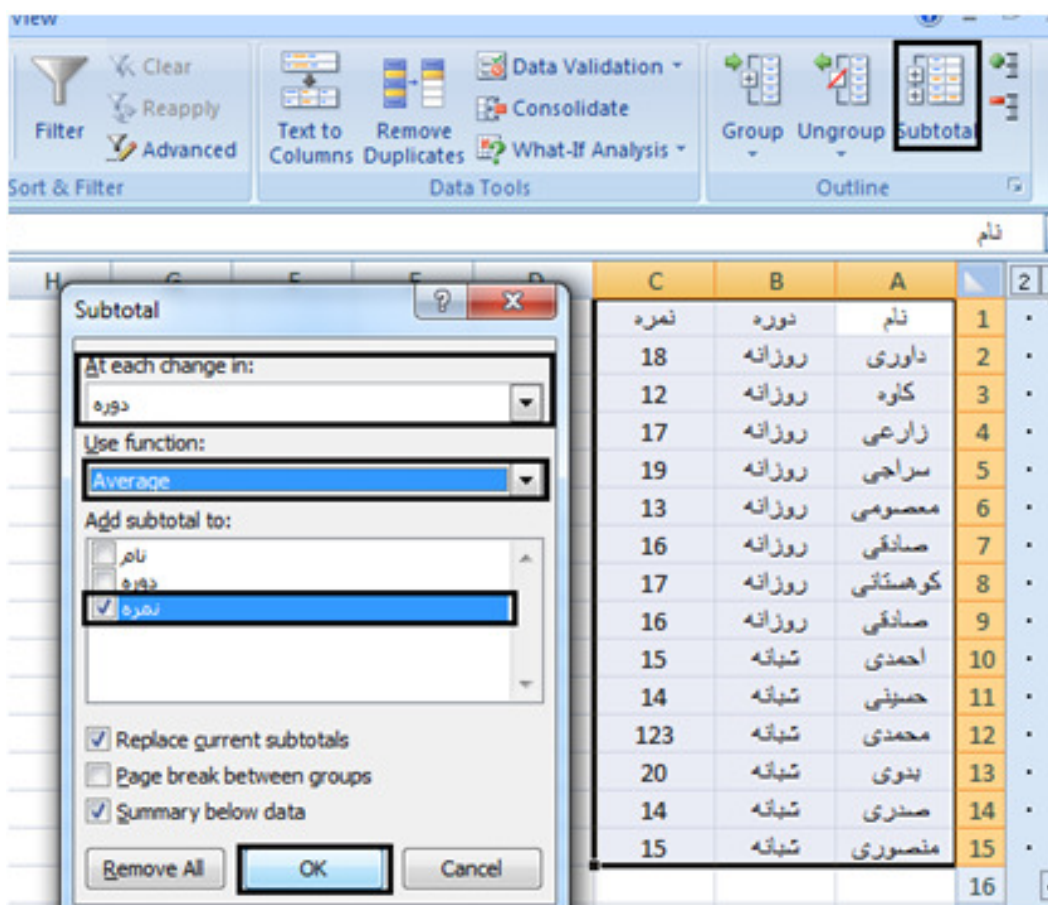 View
Filter
Clear
Reapply
Advanced
Sort & Filter
Text to Columns
Remove Duplicates
Data Validation
Consolidate
What-If Analysis
Data Tools
Group
Ungroup
Subtotal
Outline
نام
H G F E D C B A 2
نام دوره نمره 1
داوری روزانه 18 2
کاوه روزانه 12 3
زارعی روزانه 17 4
سراجی روزانه 19 5
معصومی روزانه 13 6
صادقی روزانه 16 7
کوهستانی روزانه 17 8
صادقی روزانه 16 9
احمدی شبانه 15 10
حسینی شبانه 14 11
محمدی شبانه 123 12
بدوی شبانه 20 13
صدری شبانه 14 14
منصوری شبانه 15 15
16
Subtotal
At each change in:
دوره
Use function:
Average
Add subtotal to:
نام
دوره
نمره
Replace current subtotals
Page break between groups
Summary below data
Remove All
OK
Cancel